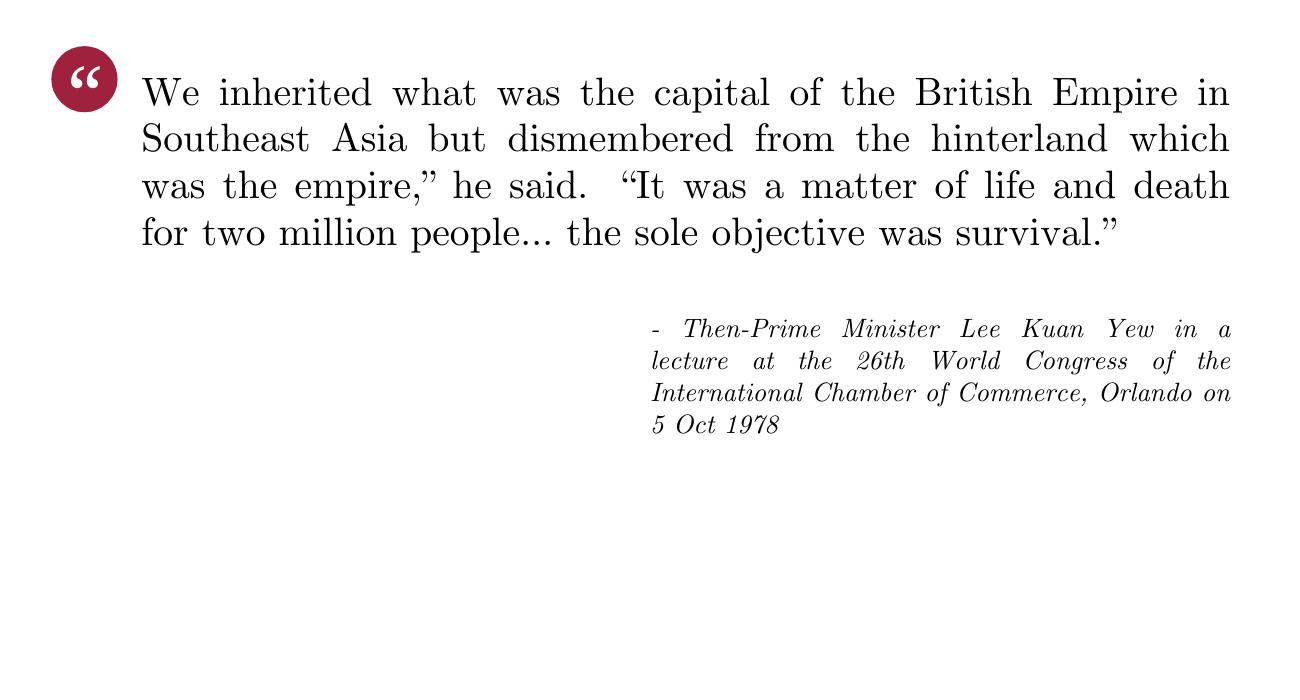 “ We inherited what was the capital of the British Empire in
Southeast Asia but dismembered from the hinterland which
was the empire,” he said. “It was a matter of life and death
for two million people... the sole objective was survival.”
- Then-Prime Minister Lee Kuan Yew in a
lecture at the 26th World Congress of the
International Chamber of Commerce, Orlando on
5 Oct 1978